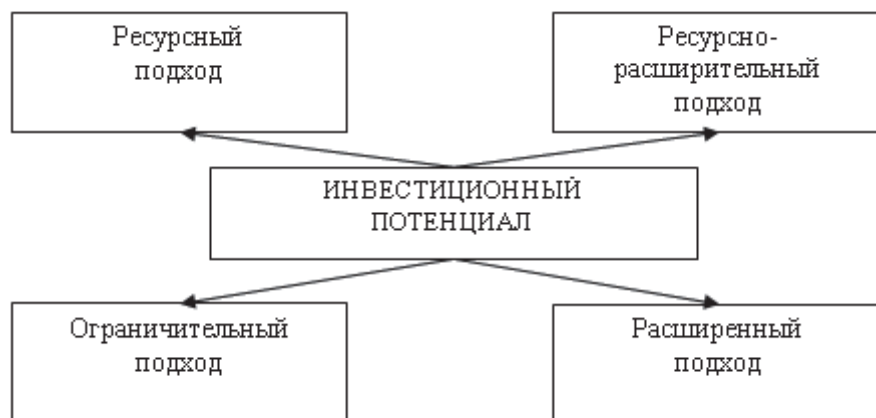 Ресурсный
подход
Ресурсно-
расширительный
подход
ИНВЕСТИЦИОННЫЙ
ПОТЕНЦИАЛ
Ограничительный
подход
Расширенный
подход